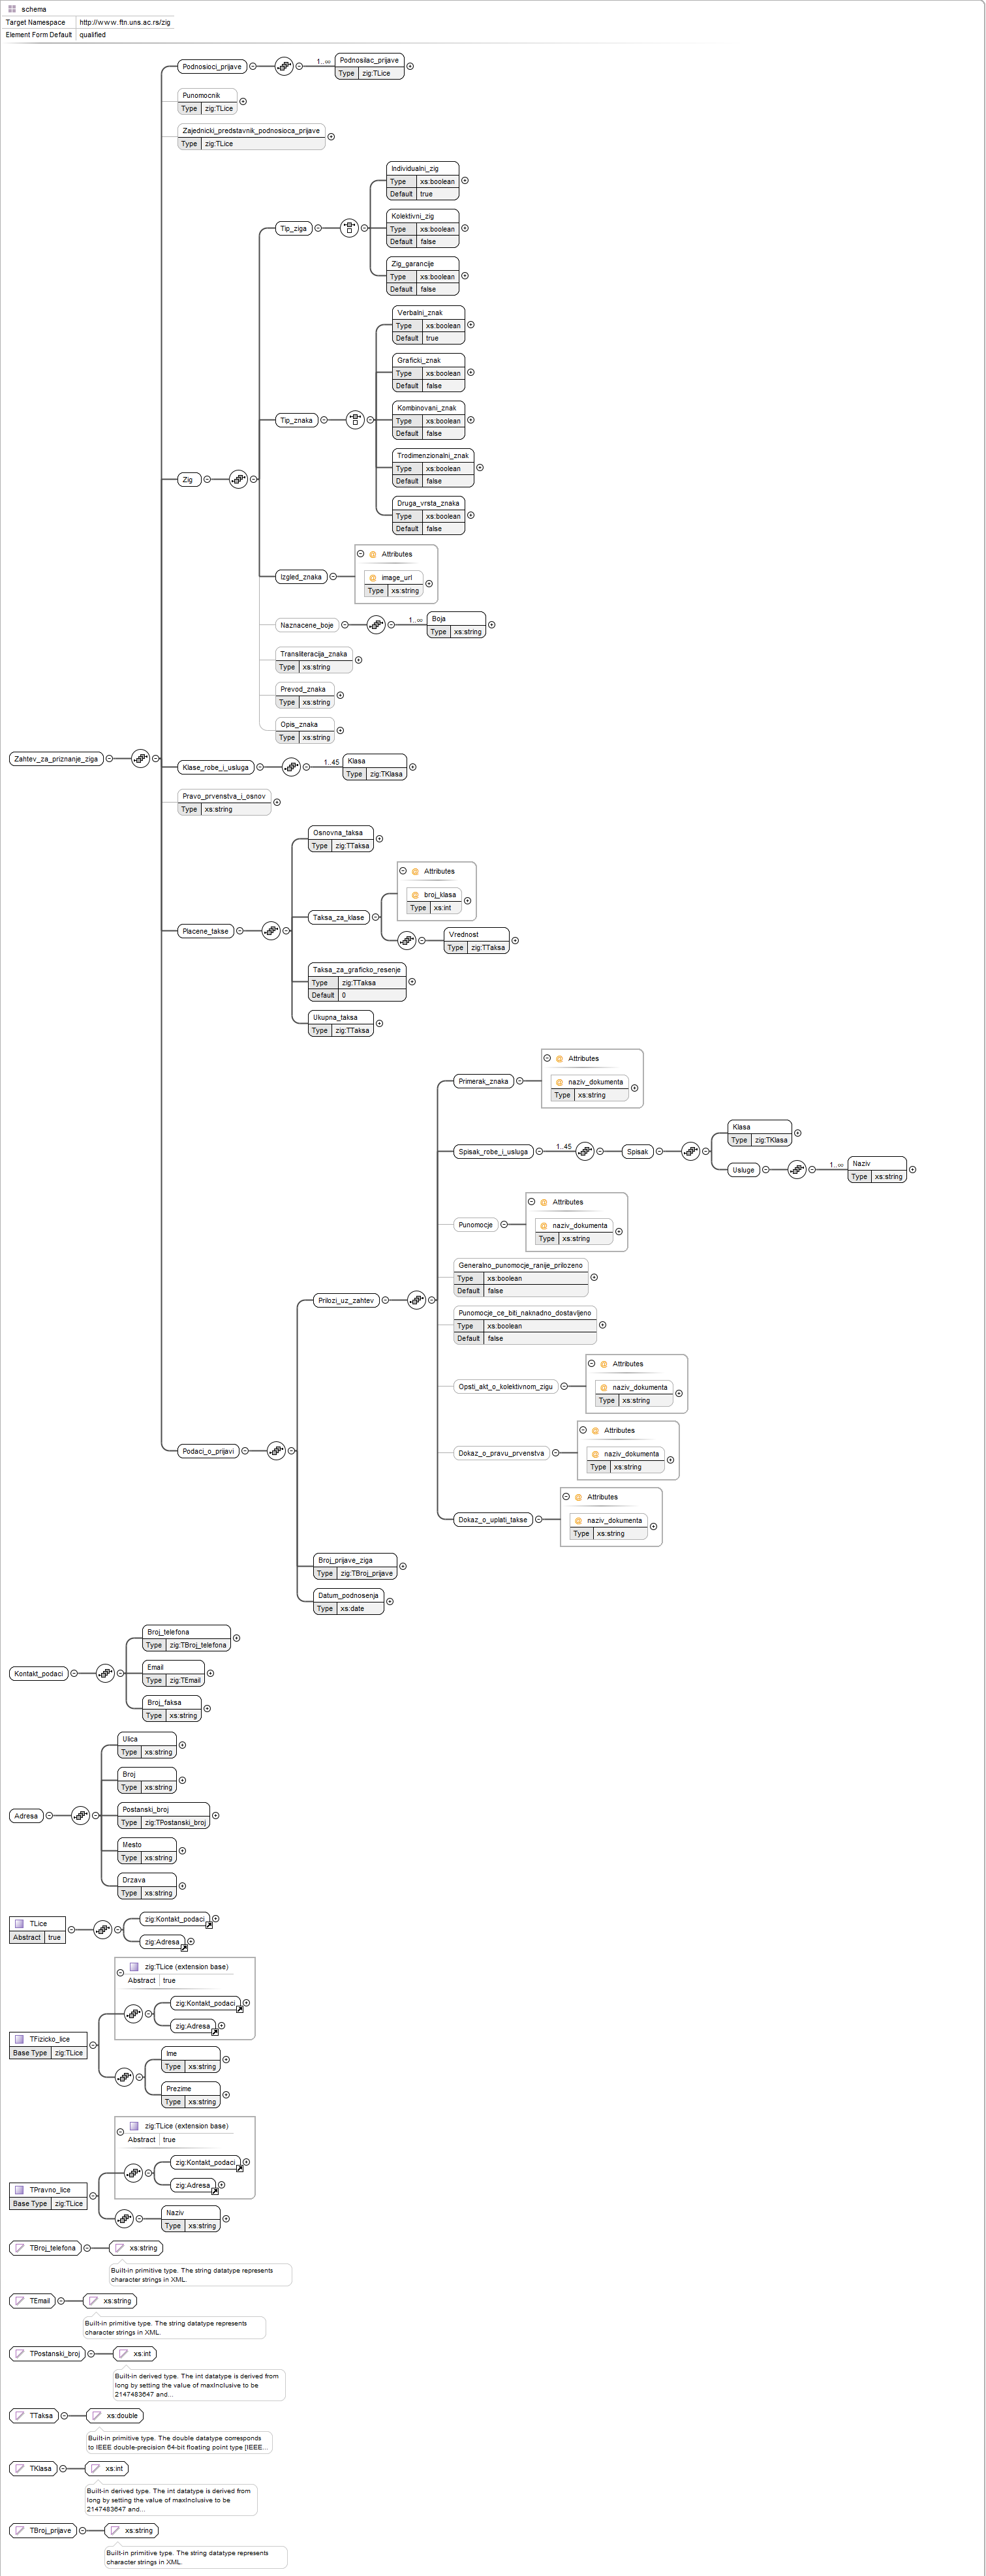 schema
Target Namespace http://www.ftn.uns.ac.rs/zig
Element Form Default qualified
Podnosioci_prijave
1..∞
Podnosilac_prijave
Type zig:TLice
Punomocnik
Type zig:TLice
Zajednicki_predstavnik_podnosioca_prijave
Type zig:TLice
Individualni_zig
Type xs:boolean
Default true
Tip_ziga
Kolektivni_zig
Type xs:boolean
Default false
Zig_garancije
Type xs:boolean
Default false
Verbalni_znak
Type xs:boolean
Default true
Graficki_znak
Type xs:boolean
Default false
Tip_znaka
Kombinovani_znak
Type xs:boolean
Default false
Trodimenzionalni_znak
Type xs:boolean
Default false
Zig
Druga_vrsta_znaka
Type xs:boolean
Default false
Izgled_znaka
@ Attributes
@ image_url
Type xs:string
Naznacene_boje
1..∞
Boja
Type xs:string
Transliteracija_znaka
Type xs:string
Prevod_znaka
Type xs:string
Opis_znaka
Type xs:string
Zahtev_za_priznanje_ziga
Klase_robe_i_usluga
1..45
Klasa
Type zig:TKlasa
Pravo_prvenstva_i_osnov
Type xs:string
Osnovna_taksa
Type zig:TTaksa
@ Attributes
@ broj_klasa
Type xs:int
Taksa_za_klase
Placene_takse
Vrednost
Type zig:TTaksa
Taksa_za_graficko_resenje
Type zig:TTaksa
Default 0
Ukupna_taksa
Type zig:TTaksa
Primerak_znaka
@ Attributes
@ naziv_dokumenta
Type xs:string
Spisak_robe_i_usluga
1..45
Spisak
Klasa
Type zig:TKlasa
Usluge
1..∞
Naziv
Type xs:string
Punomocje
@ Attributes
@ naziv_dokumenta
Type xs:string
Generalno_punomocje_ranije_prilozeno
Type xs:boolean
Default false
Prilozi_uz_zahtev
Punomocje_ce_biti_naknadno_dostavljeno
Type xs:boolean
Default false
Opsti_akt_o_kolektivnom_zigu
@ Attributes
@ naziv_dokumenta
Type xs:string
Podaci_o_prijavi
Dokaz_o_pravu_prvenstva
@ Attributes
@ naziv_dokumenta
Type xs:string
Dokaz_o_uplati_takse
@ Attributes
@ naziv_dokumenta
Type xs:string
Broj_prijave_ziga
Type zig:TBroj_prijave
Datum_podnosenja
Type xs:date
Kontakt_podaci
Broj_telefona
Type zig:TBroj_telefona
Email
Type zig:TEmail
Broj_faksa
Type xs:string
Adresa
Ulica
Type xs:string
Broj
Type xs:string
Postanski_broj
Type zig:TPostanski_broj
Mesto
Type xs:string
Drzava
Type xs:string
TLice
Abstract true
zig:Kontakt_podaci
zig:Adresa
zig:TLice (extension base)
Abstract true
zig:Kontakt_podaci
zig:Adresa
TFizicko_lice
Base Type zig:TLice
Ime
Type xs:string
Prezime
Type xs:string
zig:TLice (extension base)
Abstract true
zig:Kontakt_podaci
zig:Adresa
TPravno_lice
Base Type zig:TLice
Naziv
Type xs:string
TBroj_telefona xs:string
Built-in primitive type. The string datatype represents
character strings in XML.
TEmail xs:string
Built-in primitive type. The string datatype represents
character strings in XML.
TPostanski_broj xs:int
Built-in derived type. The int datatype is derived from
long by setting the value of maxInclusive to be
2147483647 and...
TTaksa xs:double
Built-in primitive type. The double datatype corresponds
to IEEE double-precision 64-bit floating point type [IEEE...
TKlasa xs:int
Built-in derived type. The int datatype is derived from
long by setting the value of maxInclusive to be
2147483647 and...
TBroj_prijave xs:string
Built-in primitive type. The string datatype represents
character strings in XML.